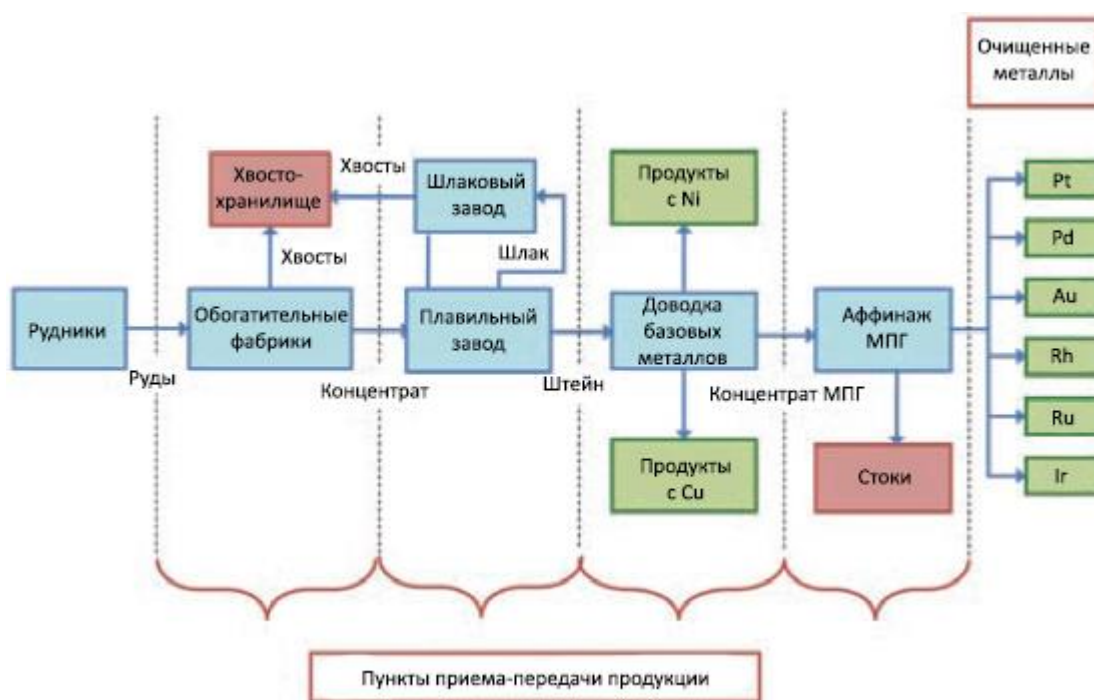 Очищенные
металлы
Хвосто-
хранилище
Хвосты
Шлаковый
завод
Продукты
с Ni
Pt
Хвосты
Шлак
Pd
Рудники
Обогатительные
фабрики
Плавильный
завод
Доводка
базовых
металлов
Аффинаж
МПГ
Au
Руды
Концентрат
Штейн
Концентрат МПГ
Rh
Продукты
с Cu
Стоки
Ru
Ir
Пункты приема-передачи продукции